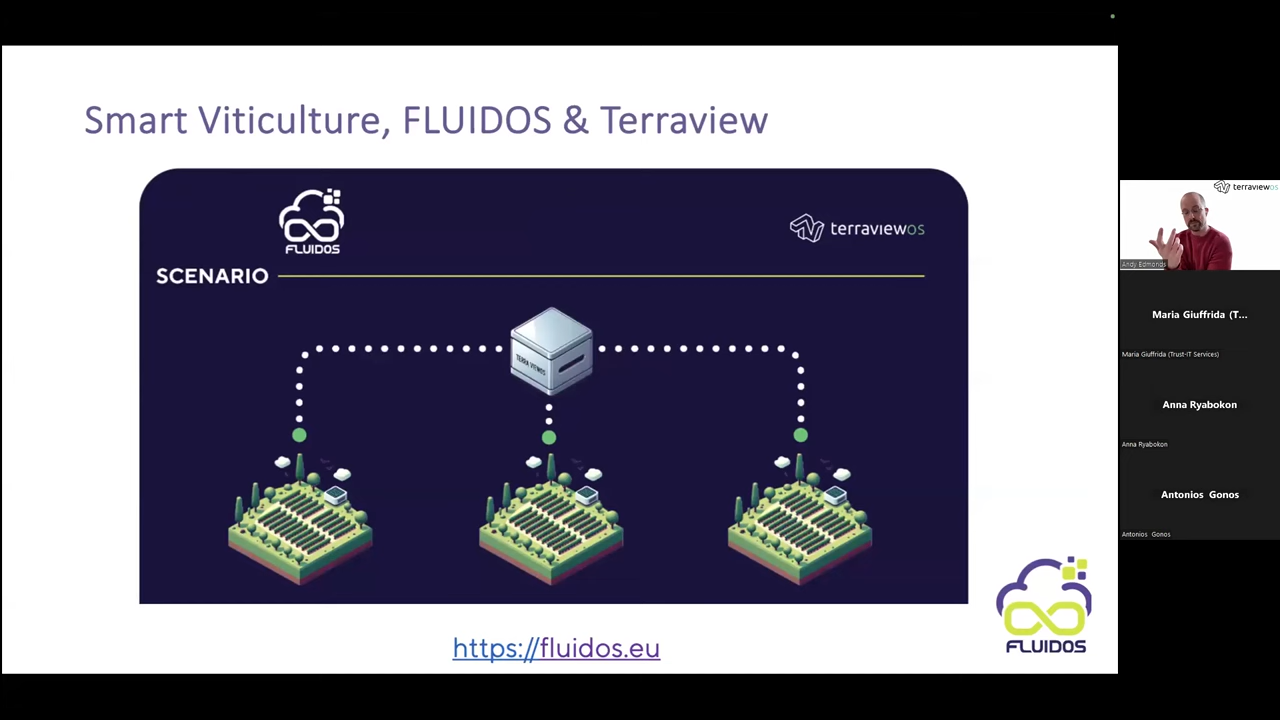 Smart Viticulture, FLUIDOS & Terraview
FLUIDOS
terraviewos
SCENARIO
TERRA VIEWOS
https://fluidos.eu
FLUIDOS
terraviewos
Andy Edmonds
Maria Giuffrida (T...
Maria Giuffrida (Trust-IT Services)
Anna Ryabokon
Anna Ryabokon
Antonios Gonos
Antonios Gonos